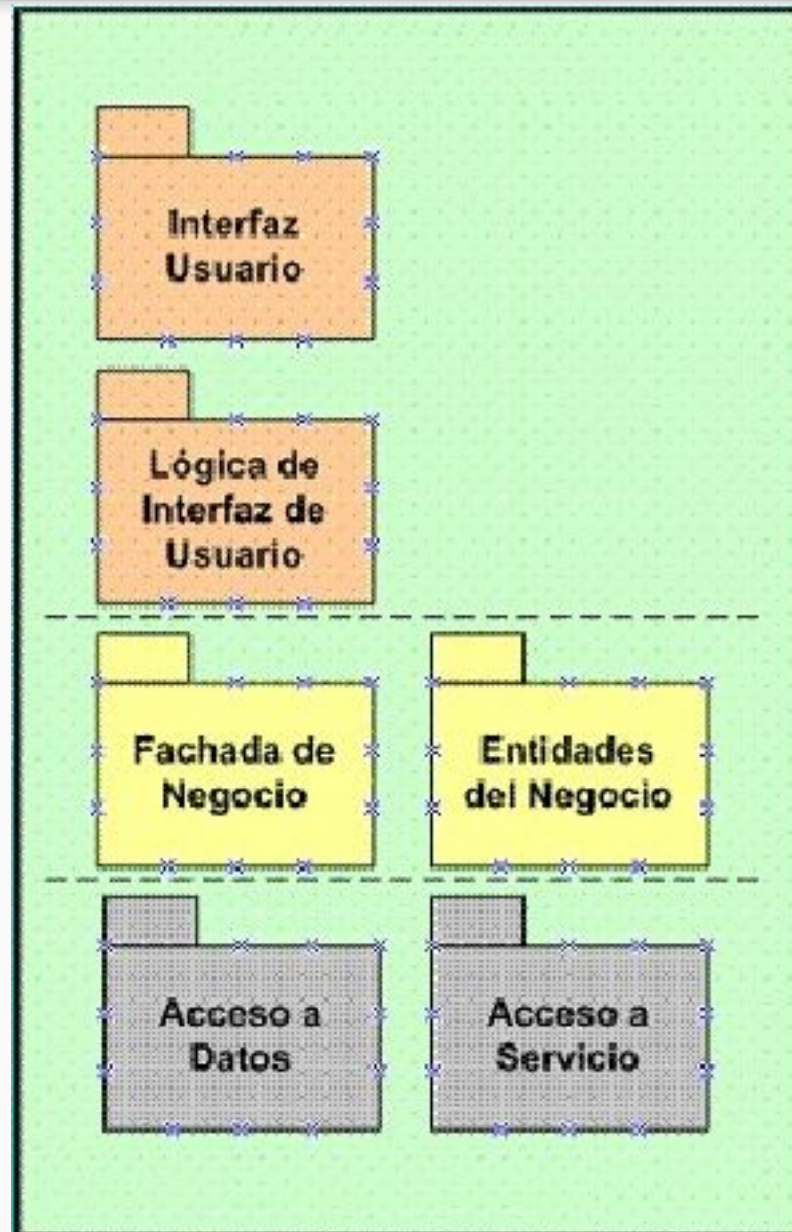 Interfaz
Usuario
Lógica de
Interfaz de
Usuario
Fachada de
Negocio
Entidades
del Negocio
Acceso a
Datos
Acceso a
Servicio